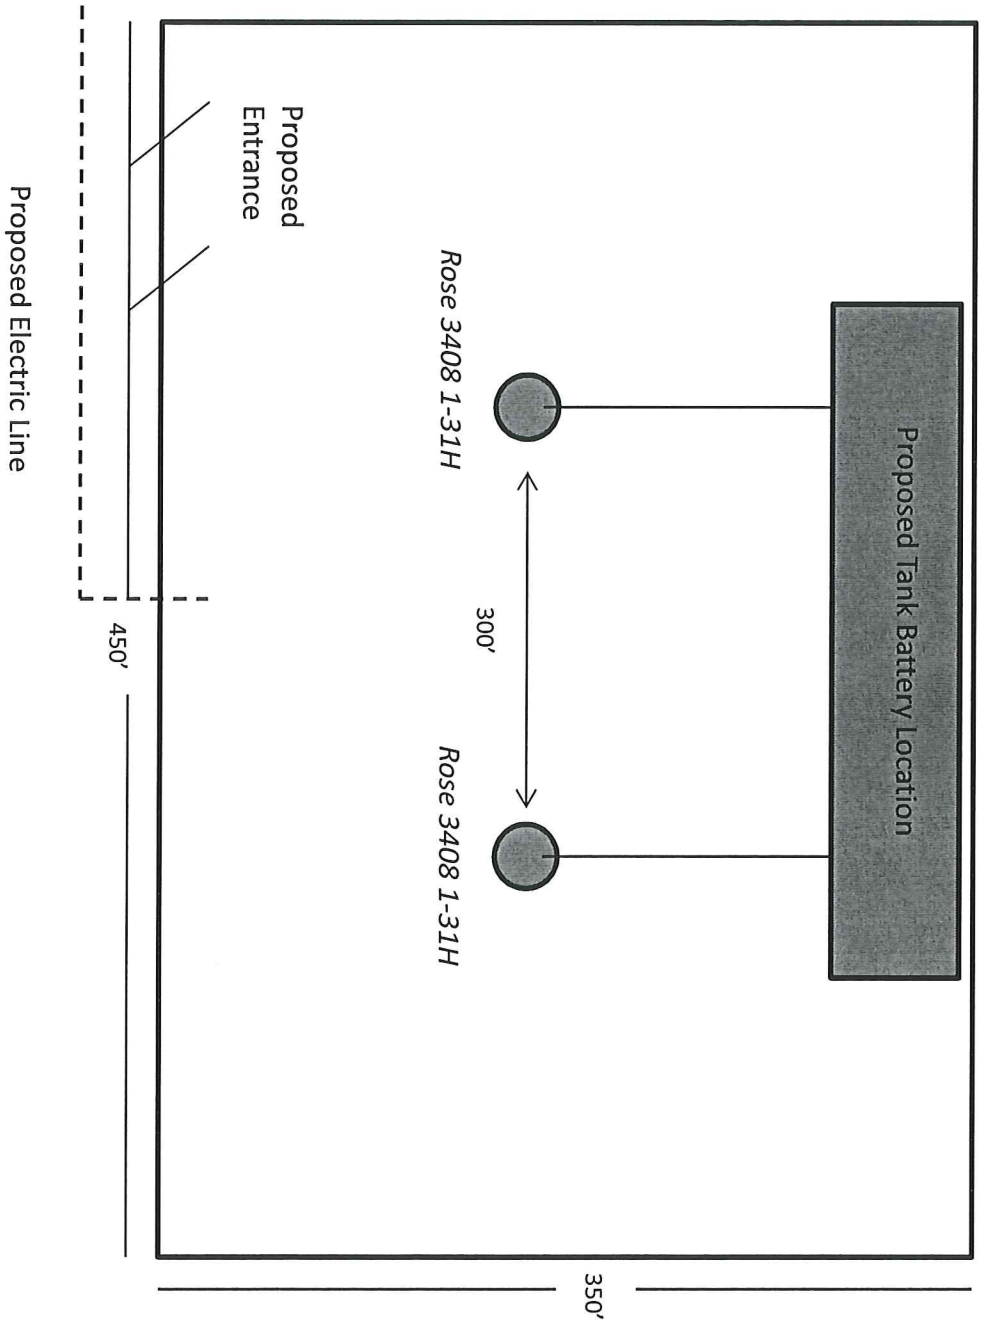 Proposed Tank Battery Location
350'
300'
Rose 3408 1-31H
Rose 3408 1-31H
Proposed
Entrance
450'
Proposed Electric Line